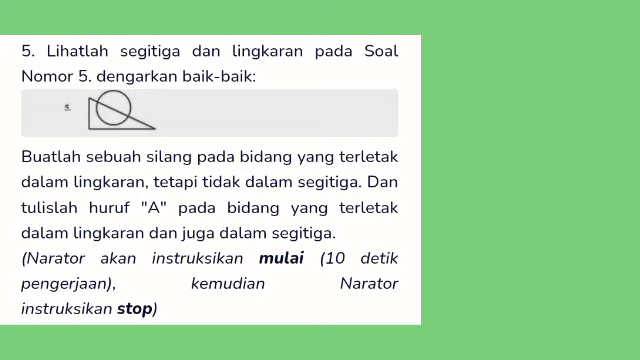 5. Lihatlah segitiga dan lingkaran pada Soal
Nomor 5. dengarkan baik-baik:
5.
Buatlah sebuah silang pada bidang yang terletak
dalam lingkaran, tetapi tidak dalam segitiga. Dan
tulislah huruf "A" pada bidang yang terletak
dalam lingkaran dan juga dalam segitiga.
(Narator akan instruksikan mulai (10 detik
pengerjaan), kemudian Narator
instruksikan stop)